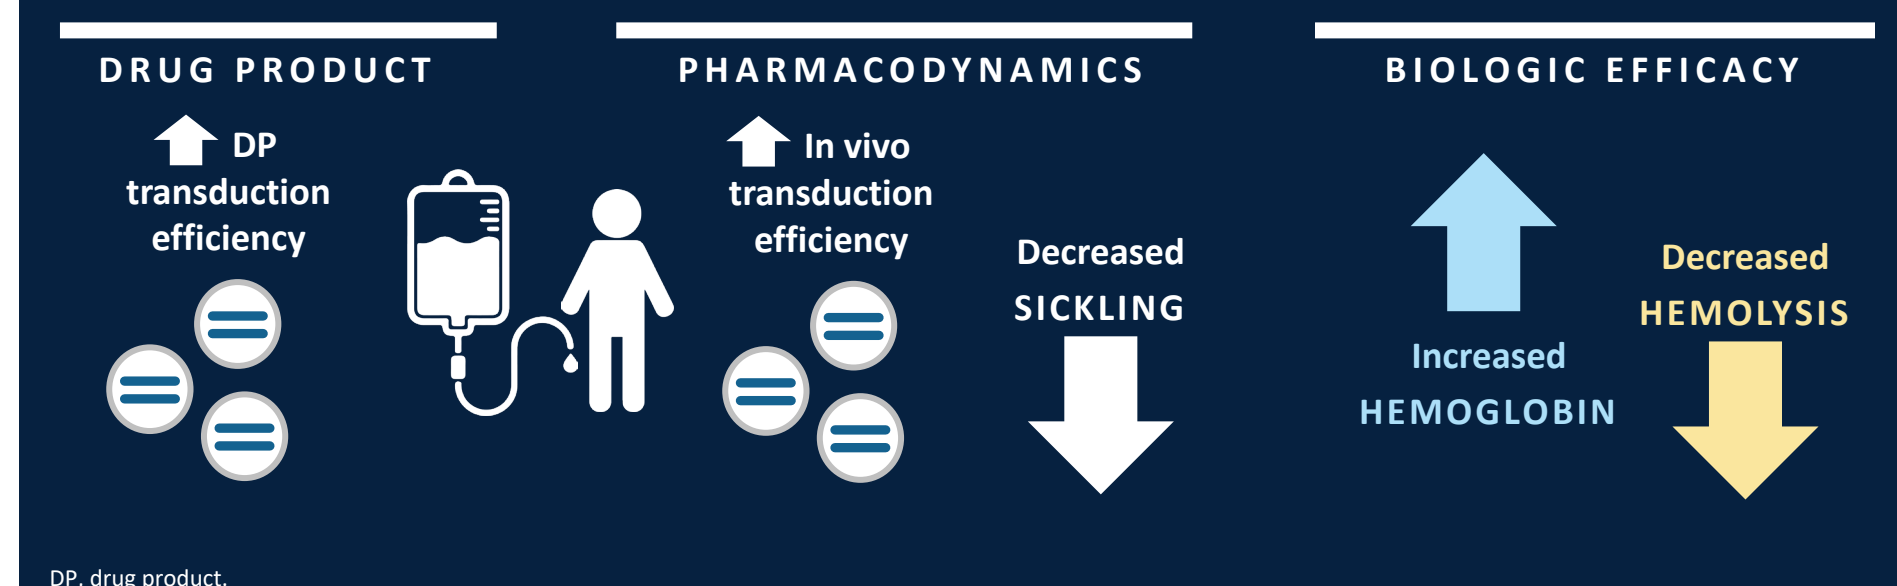 DRUG PRODUCT
DP
transduction
efficiency
PHARMACODYNAMICS
In vivo
transduction
efficiency
Decreased
SICKLING
BIOLOGIC EFFICACY
Increased
HEMOGLOBIN
Decreased
HEMOLYSIS
DP, drug product.